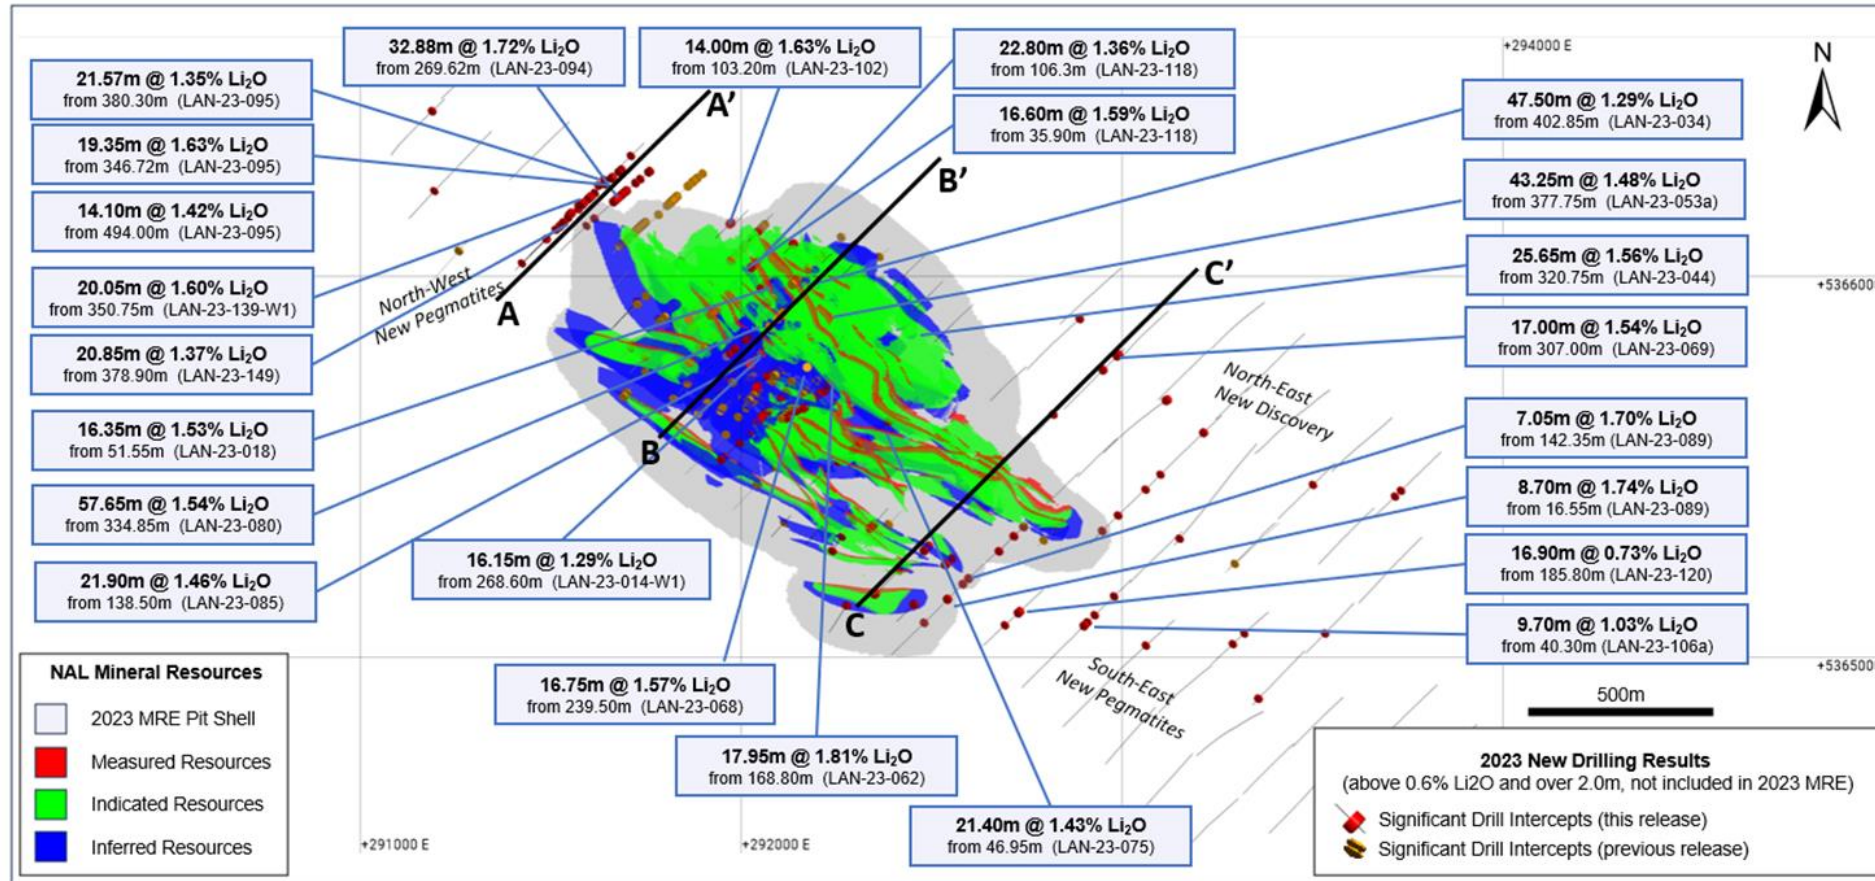 32.88m @ 1.72% Li₂O
from 269.62m (LAN-23-094)
14.00m @ 1.63% Li₂O
from 103.20m (LAN-23-102)
22.80m @ 1.36% Li₂O
from 106.3m (LAN-23-118)
16.60m @ 1.59% Li₂O
from 35.90m (LAN-23-118)
+294000 E
N
21.57m @ 1.35% Li₂O
from 380.30m (LAN-23-095)
19.35m @ 1.63% Li₂O
from 346.72m (LAN-23-095)
14.10m @ 1.42% Li₂O
from 494.00m (LAN-23-095)
20.05m @ 1.60% Li₂O
from 350.75m (LAN-23-139-W1)
20.85m @ 1.37% Li₂O
from 378.90m (LAN-23-149)
16.35m @ 1.53% Li₂O
from 51.55m (LAN-23-018)
57.65m @ 1.54% Li₂O
from 334.85m (LAN-23-080)
21.90m @ 1.46% Li₂O
from 138.50m (LAN-23-085)
A'
B'
C'
A
B
C
North-West
New Pegmatites
North-East
New Discovery
South-East
New Pegmatites
47.50m @ 1.29% Li₂O
from 402.85m (LAN-23-034)
43.25m @ 1.48% Li₂O
from 377.75m (LAN-23-053a)
25.65m @ 1.56% Li₂O
from 320.75m (LAN-23-044)
17.00m @ 1.54% Li₂O
from 307.00m (LAN-23-069)
7.05m @ 1.70% Li₂O
from 142.35m (LAN-23-089)
8.70m @ 1.74% Li₂O
from 16.55m (LAN-23-089)
16.90m @ 0.73% Li₂O
from 185.80m (LAN-23-120)
9.70m @ 1.03% Li₂O
from 40.30m (LAN-23-106a)
+536600
+536500
16.15m @ 1.29% Li₂O
from 268.60m (LAN-23-014-W1)
16.75m @ 1.57% Li₂O
from 239.50m (LAN-23-068)
17.95m @ 1.81% Li₂O
from 168.80m (LAN-23-062)
21.40m @ 1.43% Li₂O
from 46.95m (LAN-23-075)
500m
NAL Mineral Resources
2023 MRE Pit Shell
Measured Resources
Indicated Resources
Inferred Resources
+291000 E
+292000 E
2023 New Drilling Results
(above 0.6% Li2O and over 2.0m, not included in 2023 MRE)
Significant Drill Intercepts (this release)
Significant Drill Intercepts (previous release)